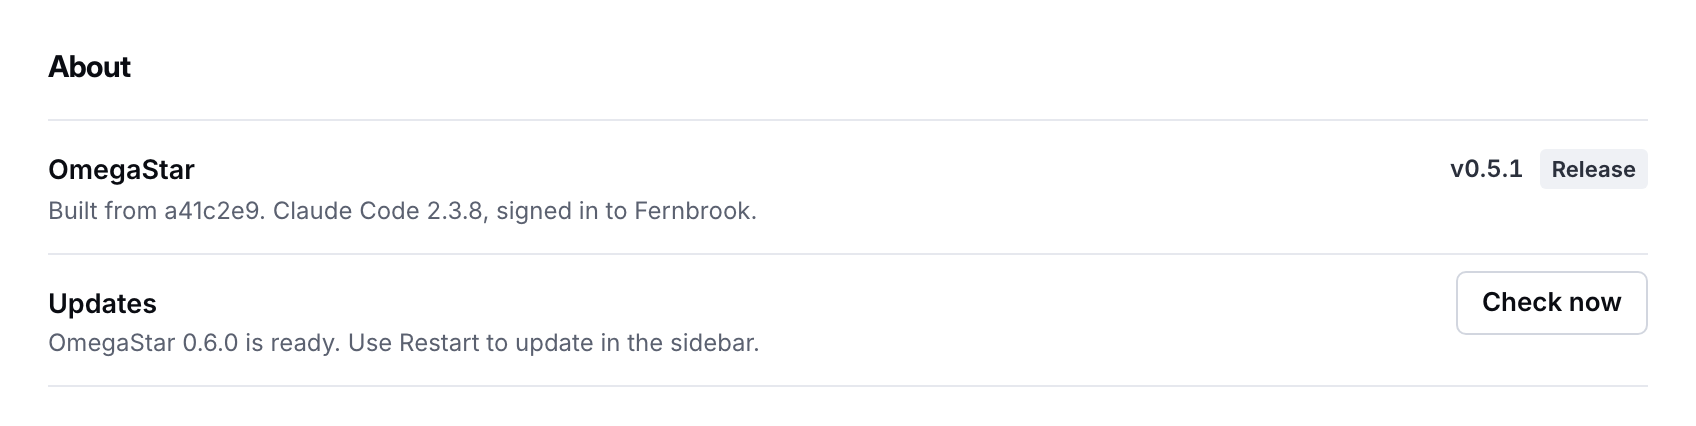 About
OmegaStar
v0.5.1 Release
Built from a41c2e9. Claude Code 2.3.8, signed in to Fernbrook.
Updates
Check now
OmegaStar 0.6.0 is ready. Use Restart to update in the sidebar.